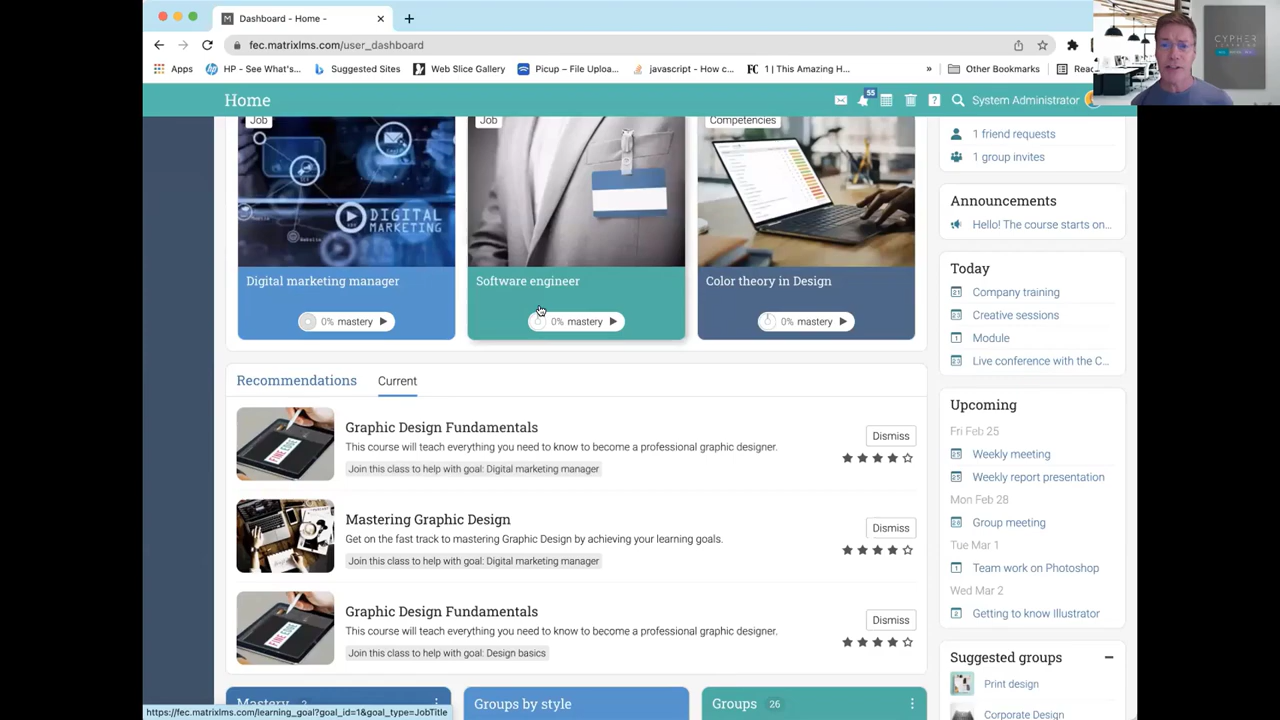 Dashboard - Home -
fec.matrixlms.com/user_dashboard
Apps
HP - See What's...
Suggested Sites
Web Slice Gallery
Picup – File Uploa...
javascript - How c...
1 | This Amazing H...
»
Other Bookmarks
CYPHER
Home
55
System Administrator
Job
Job
Competencies
DIGITAL
MARKETING
Digital marketing manager
Software engineer
Color theory in Design
0% mastery
0% mastery
0% mastery
Recommendations
Current
Graphic Design Fundamentals
This course will teach everything you need to know to become a professional graphic designer.
Join this class to help with goal: Digital marketing manager
Dismiss
Mastering Graphic Design
Get on the fast track to mastering Graphic Design by achieving your learning goals.
Join this class to help with goal: Digital marketing manager
Dismiss
Graphic Design Fundamentals
This course will teach everything you need to know to become a professional graphic designer.
Join this class to help with goal: Design basics
Dismiss
Mastery 2
Groups by style
Groups 26
1 friend requests
1 group invites
Announcements
Hello! The course starts on...
Today
Company training
Creative sessions
Module
Live conference with the C...
Upcoming
Fri Feb 25
Weekly meeting
Weekly report presentation
Mon Feb 28
Group meeting
Tue Mar 1
Team work on Photoshop
Wed Mar 2
Getting to know Illustrator
Suggested groups
Print design
Corporate Design
https://fec.matrixlms.com/learning_goal?goal_id=1&goal_type=JobTitle